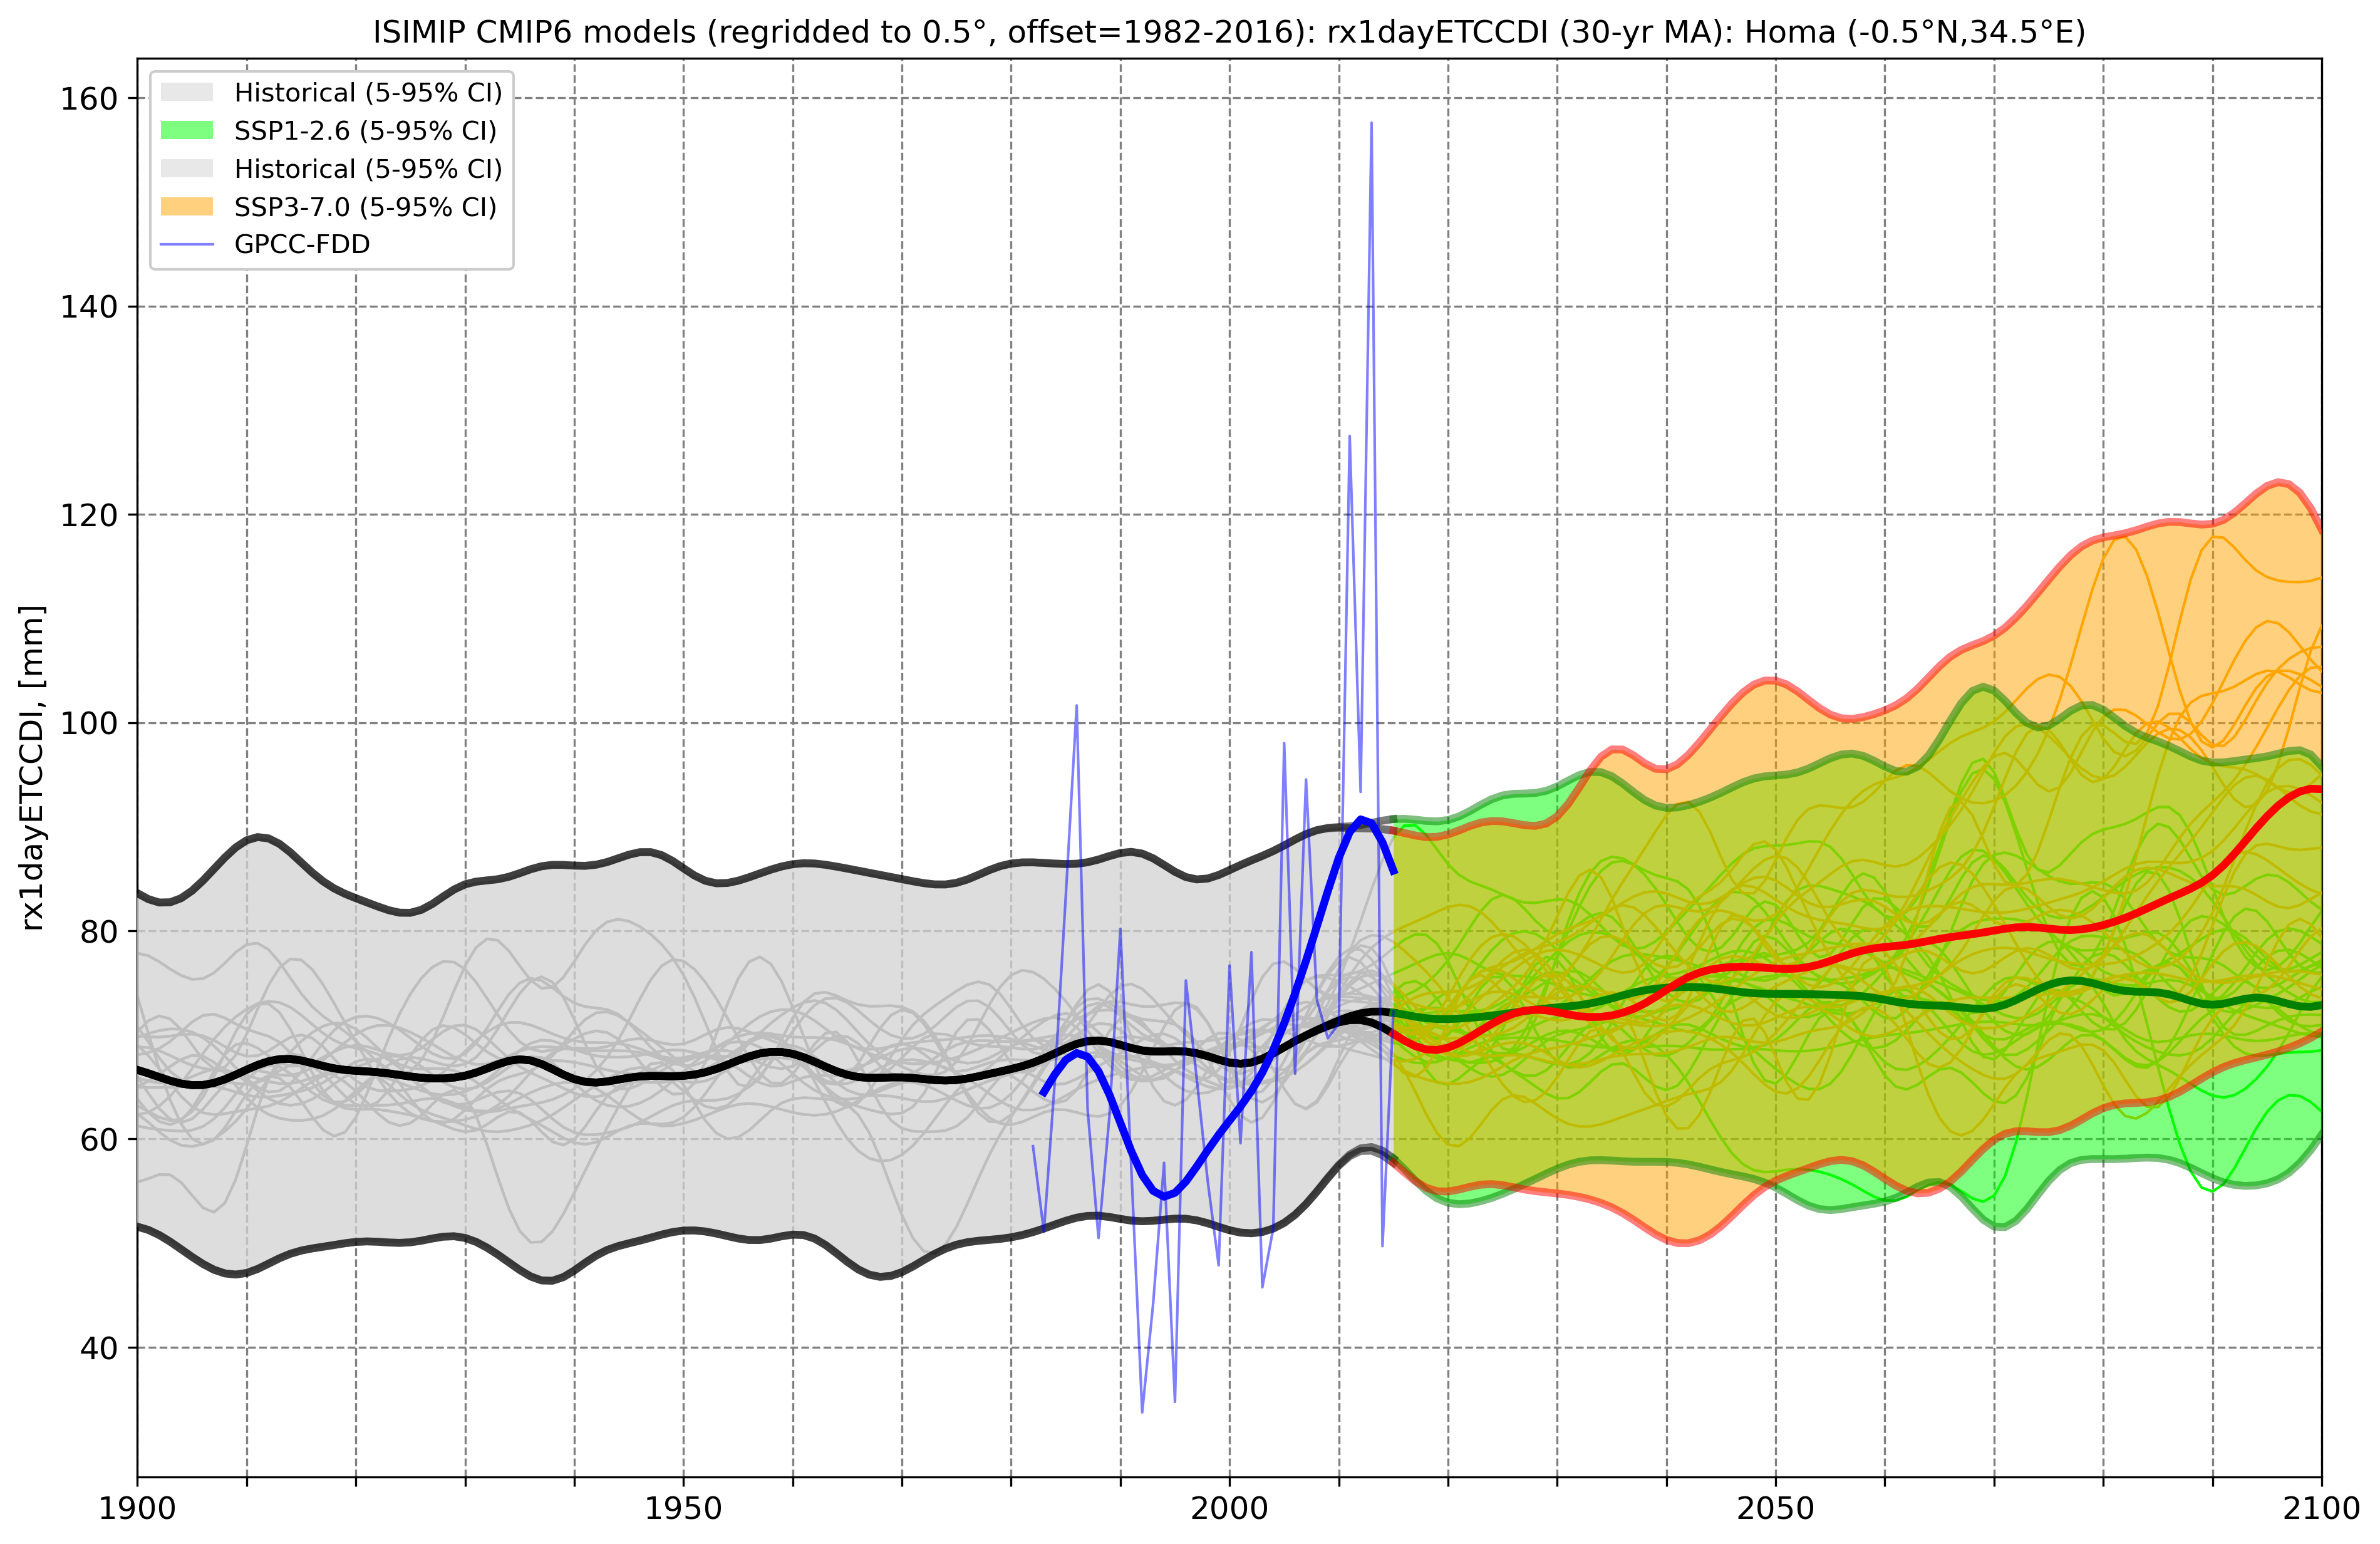 ISIMIP CMIP6 models (regridded to 0.5°, offset=1982-2016): rx1dayETCCDI (30-yr MA): Homa (-0.5°N,34.5°E)
Historical (5-95% CI)
SSP1-2.6 (5-95% CI)
Historical (5-95% CI)
SSP3-7.0 (5-95% CI)
GPCC-FDD
rx1dayETCCDI, [mm]
160
140
120
100
80
60
40
1900 1950 2000 2050 2100